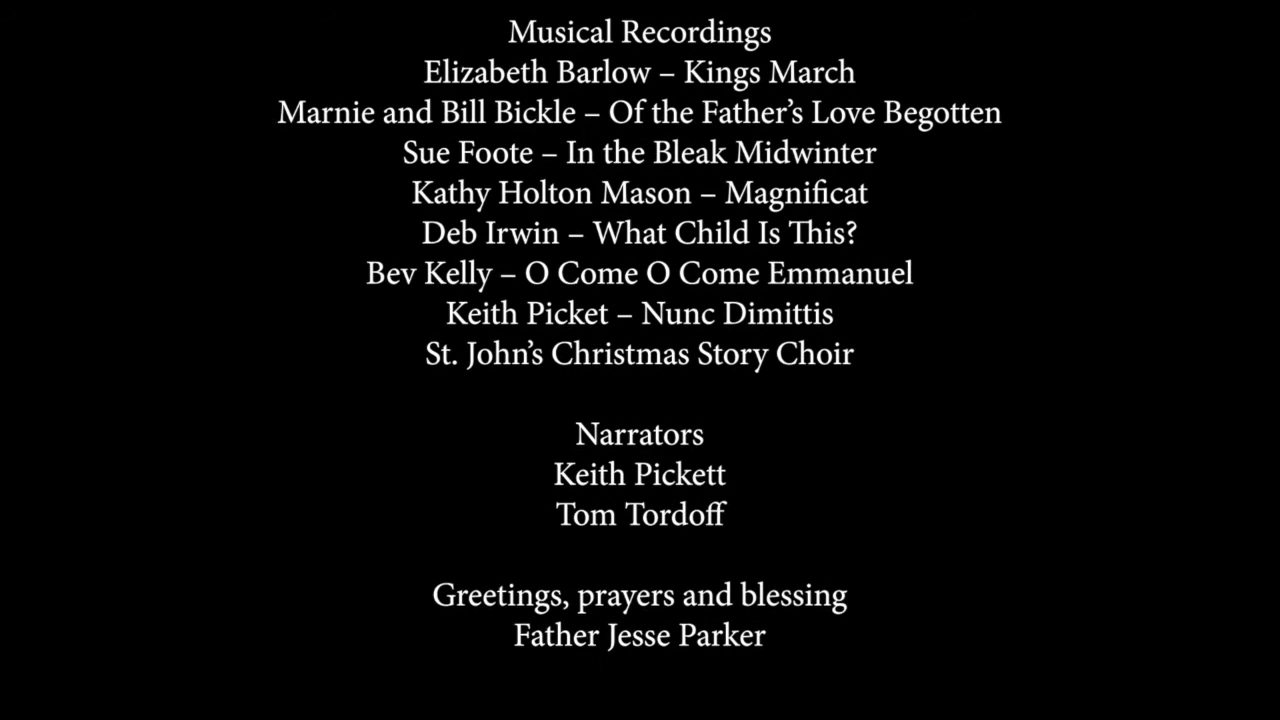 Musical Recordings
Elizabeth Barlow – Kings March
Marnie and Bill Bickle – Of the Father’s Love Begotten
Sue Foote – In the Bleak Midwinter
Kathy Holton Mason – Magnificat
Deb Irwin – What Child Is This?
Bev Kelly – O Come O Come Emmanuel
Keith Picket – Nunc Dimittis
St. John’s Christmas Story Choir
Narrators
Keith Pickett
Tom Tordoff
Greetings, prayers and blessing
Father Jesse Parker